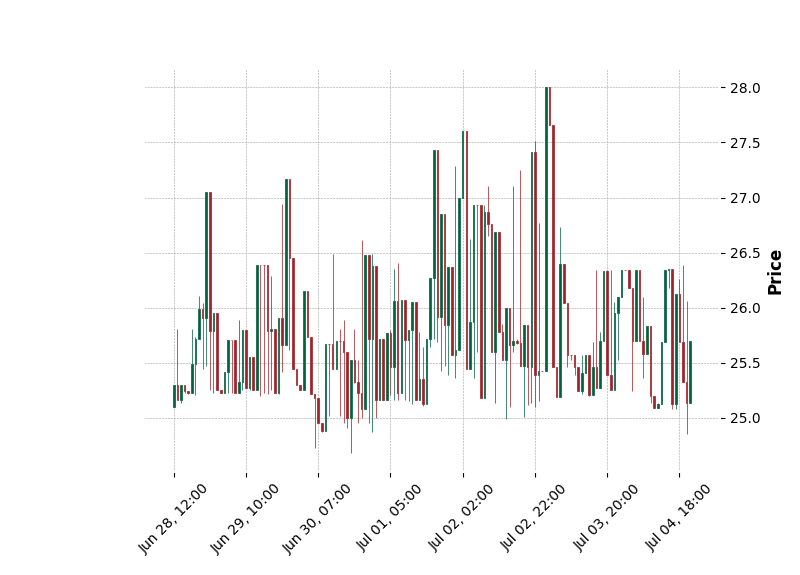 28.0
27.5
27.0
26.5
26.0
25.5
25.0
Price
Jun 28, 12:00
Jun 29, 10:00
Jun 30, 07:00
Jul 01, 05:00
Jul 02, 02:00
Jul 02, 22:00
Jul 03, 20:00
Jul 04, 18:00